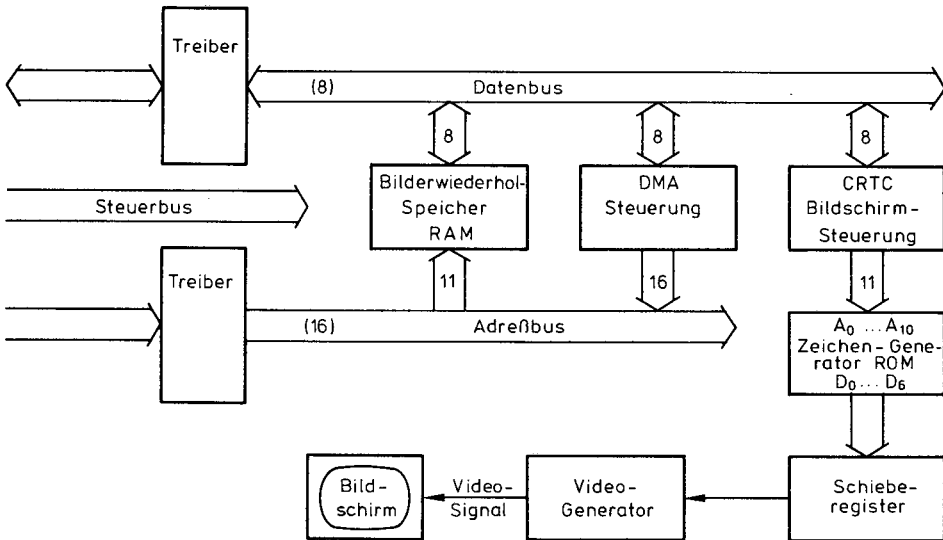 Treiber
(8)
Datenbus
8
8
8
Bilderwiederhol-
Speicher
RAM
DMA
Steuerung
CRTC
Bildschirm-
Steuerung
Steuerbus
Treiber
11
16
11
(16)
Adreßbus
A0 ... A10
Zeichen-Gene-
rator ROM
D0 ... D6
Bild-
schirm
Video-
Signal
Video-
Generator
Schiebe-
register